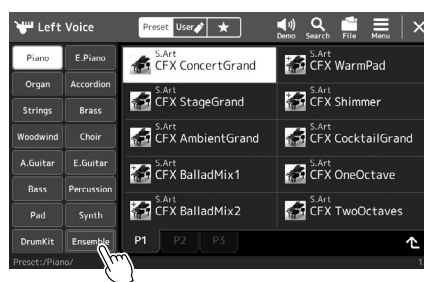 Left Voice
Preset User
Demo Search File Menu
Piano E.Piano
Organ Accordion
Strings Brass
Woodwind Choir
A.Guitar E.Guitar
Bass Percussion
Pad Synth
DrumKit Ensemble
S.Art
CFX ConcertGrand
S.Art
CFX WarmPad
S.Art
CFX StageGrand
S.Art
CFX Shimmer
S.Art
CFX AmbientGrand
S.Art
CFX CocktailGrand
S.Art
CFX BalladMix1
S.Art
CFX OneOctave
S.Art
CFX BalladMix2
S.Art
CFX TwoOctaves
P1 P2 P3
Preset:/Piano/